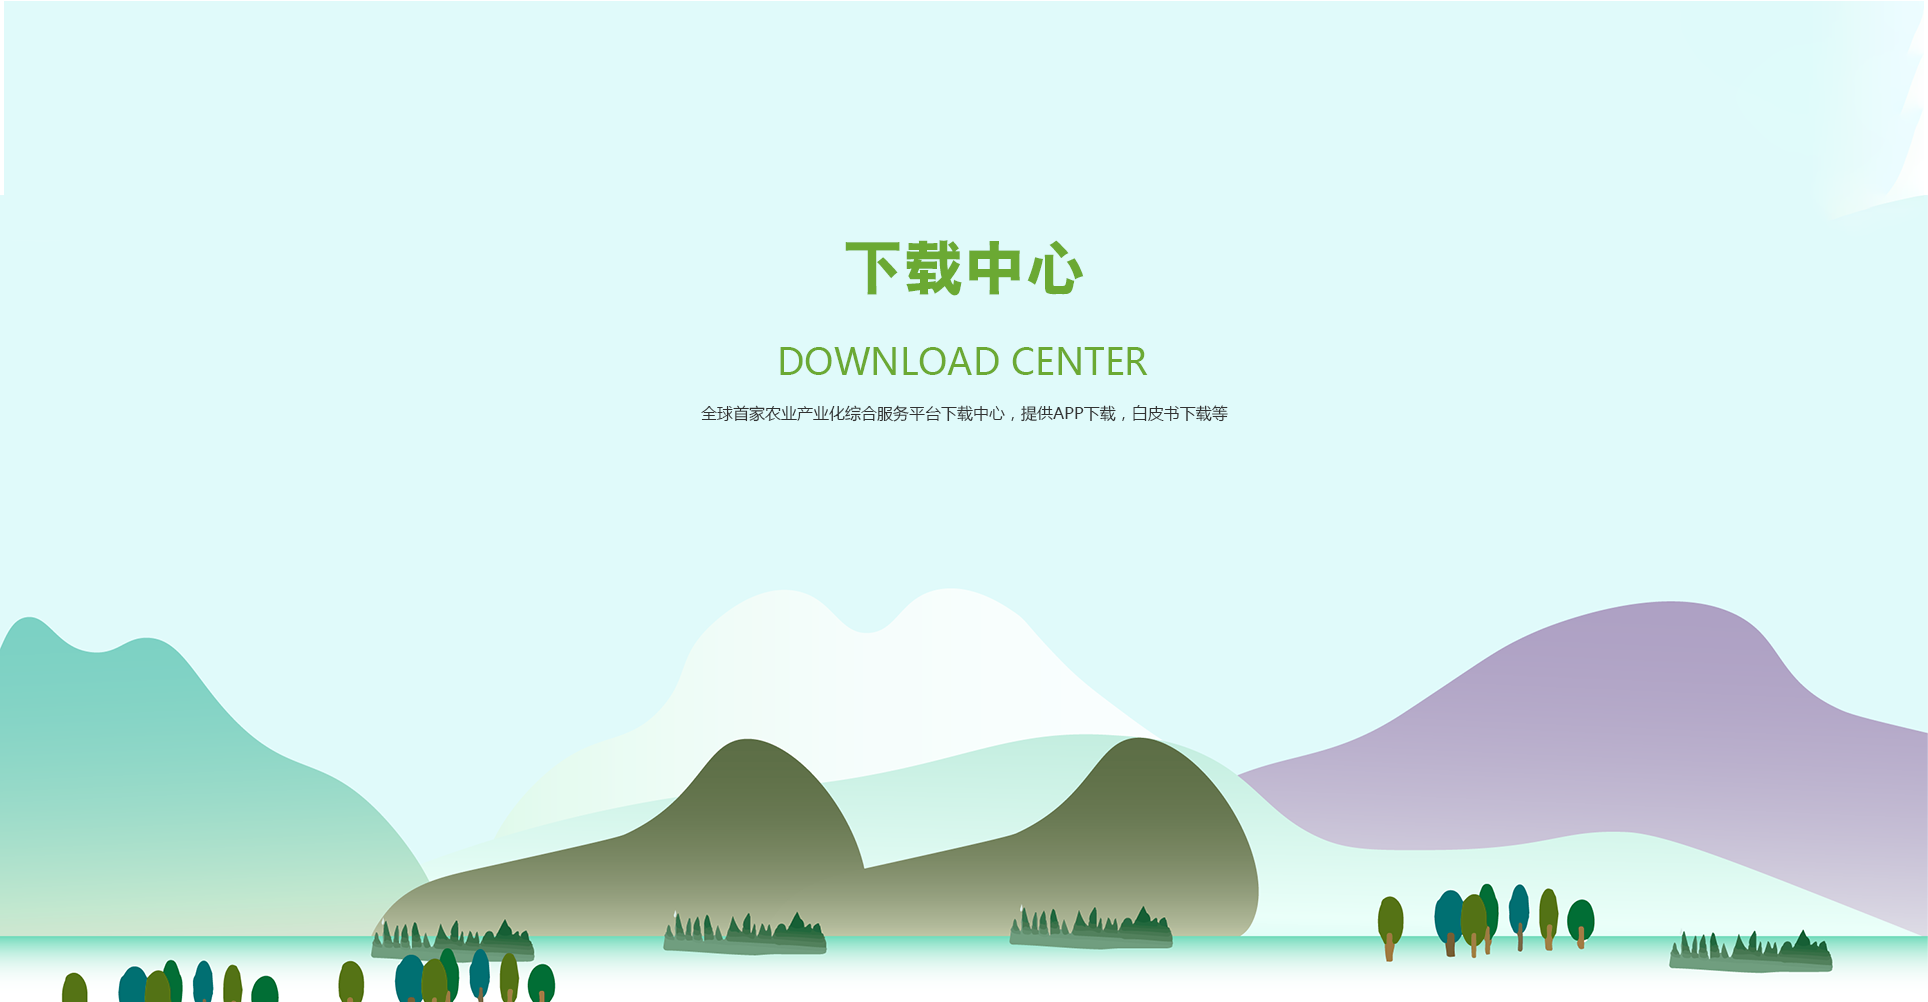 下载中心
DOWNLOAD CENTER
全球首家农业产业化综合服务平台下载中心，提供APP下载，白皮书下载等